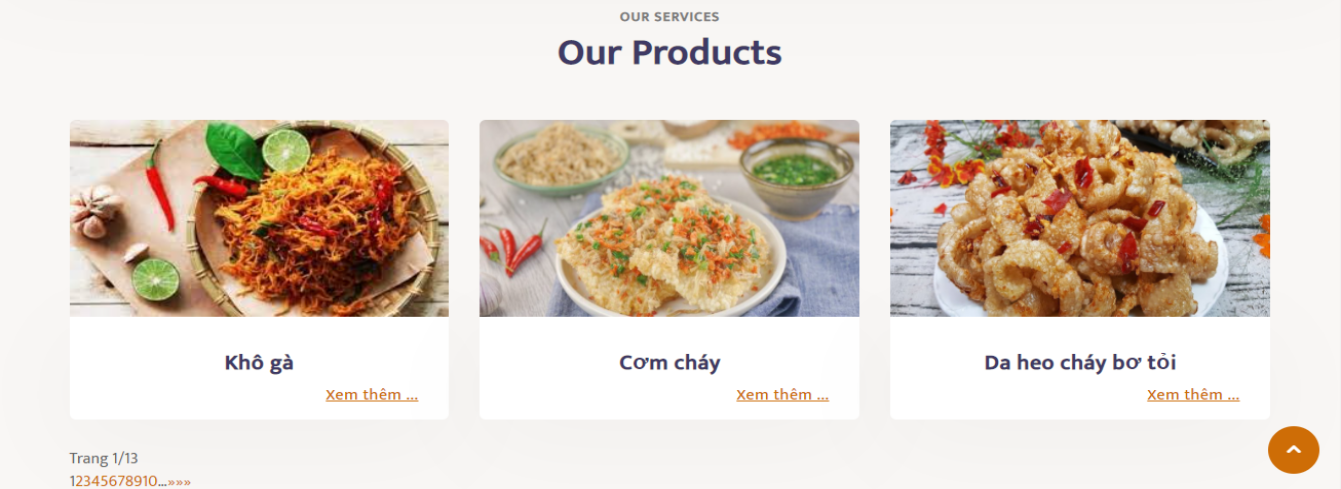 OUR SERVICES
Our Products
Khô gà
Xem thêm ...
Cơm cháy
Xem thêm ...
Da heo cháy bơ tỏi
Xem thêm ...
Trang 1/13
12345678910...»»»